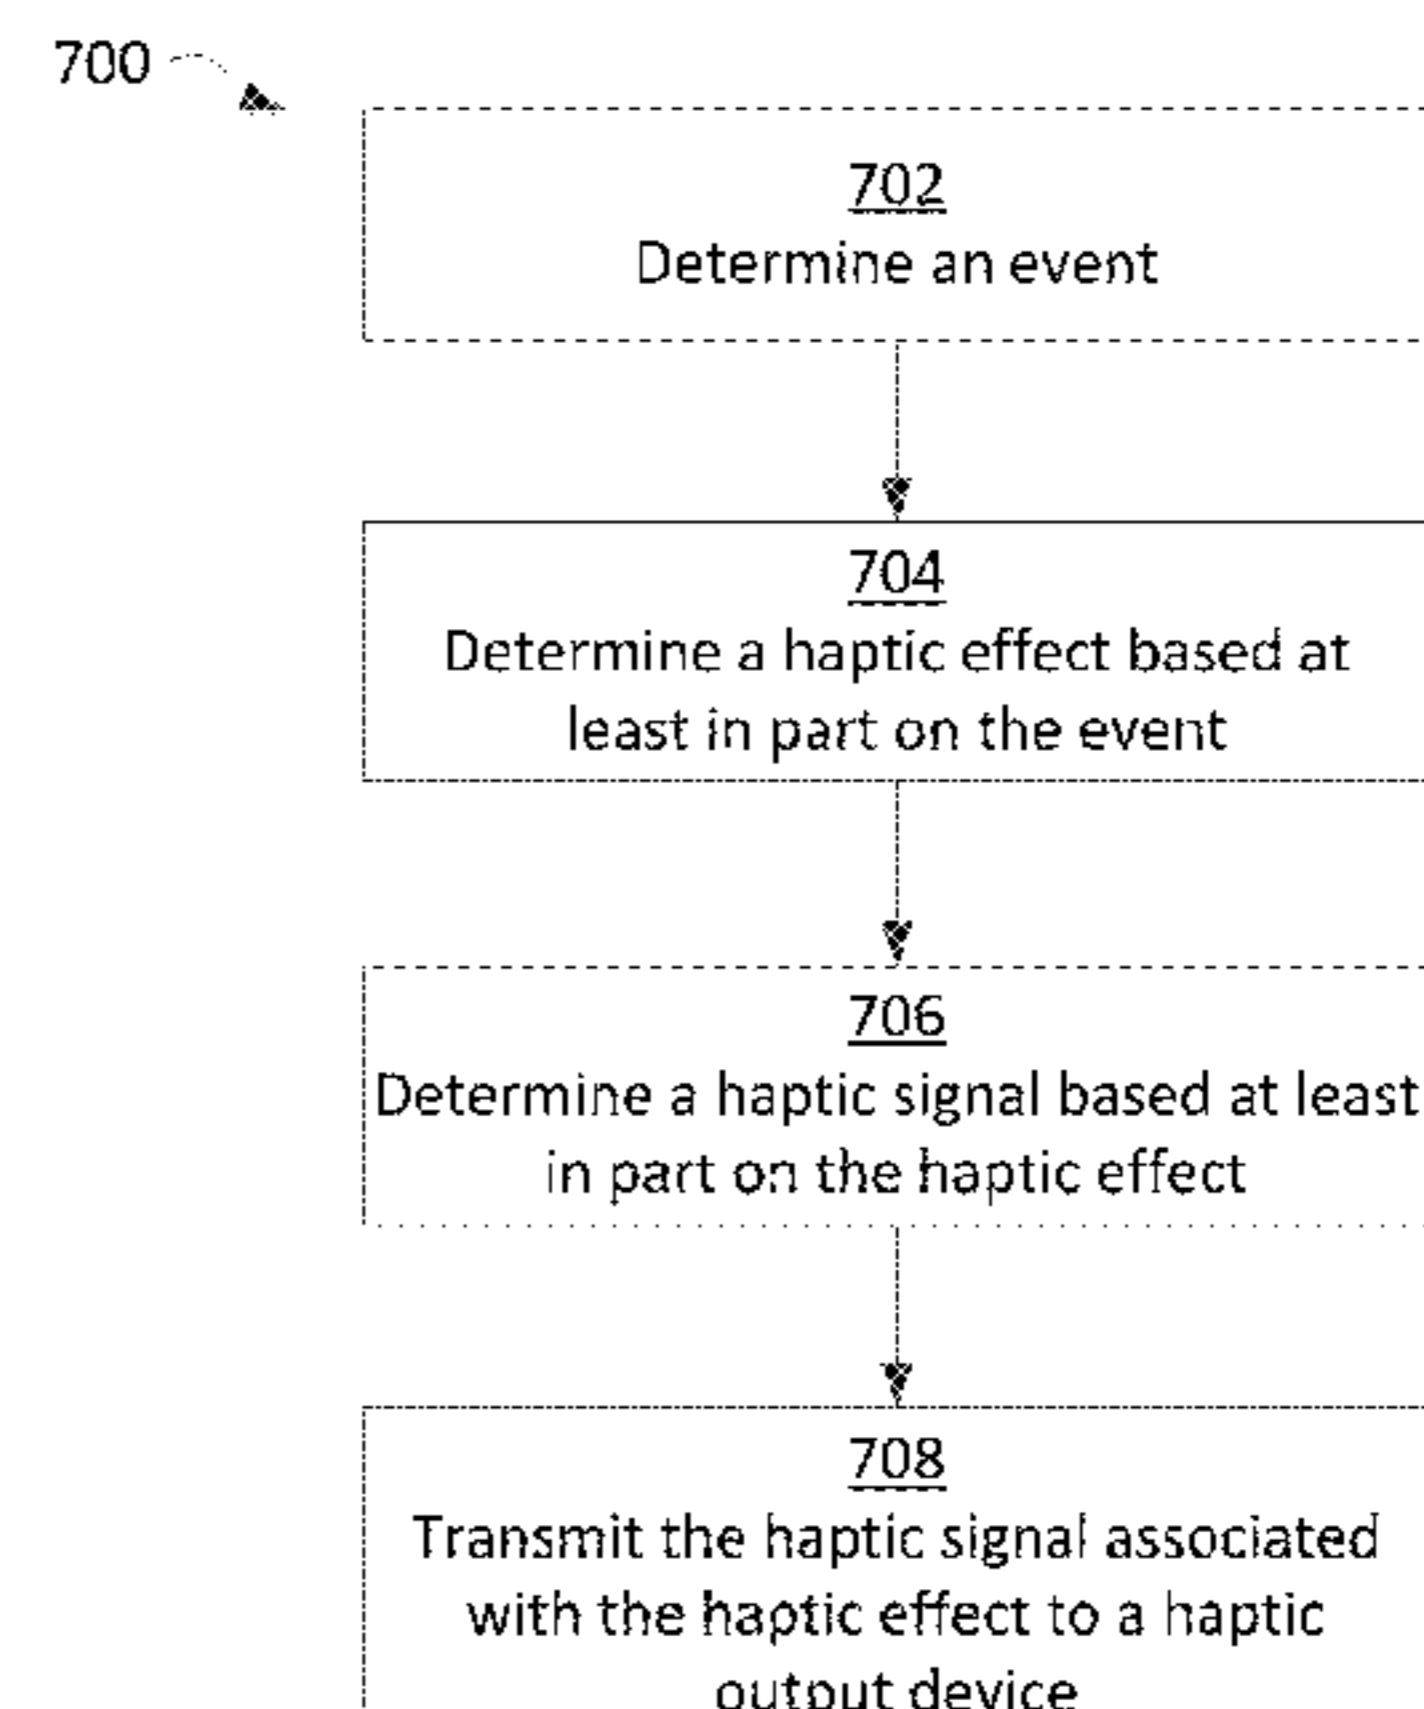 700
702
Determine an event
704
Determine a haptic effect based at
least in part on the event
706
Determine a haptic signal based at least
in part on the haptic effect
708
Transmit the haptic signal associated
with the haptic effect to a haptic
output device